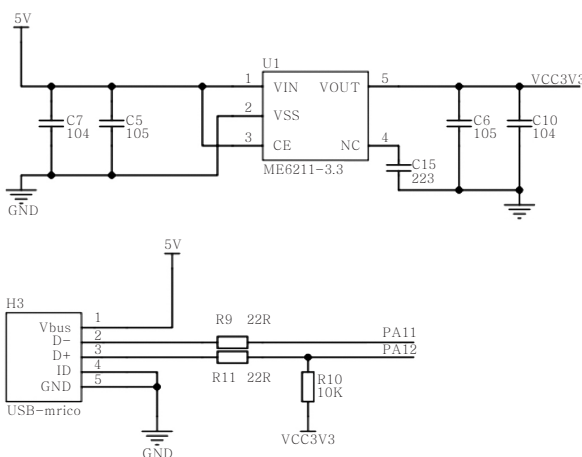 5V
U1
1 VIN VOUT 5 VCC3V3
C7 104
C5 105
2 VSS
C6 105
C10 104
3 CE NC 4
C15 223
ME6211-3.3
GND
5V
H3
Vbus 1
R9 22R PA11
D- 2
D+ 3 PA12
ID 4
R11 22R
R10 10K
GND 5
USB-mrico
VCC3V3
GND